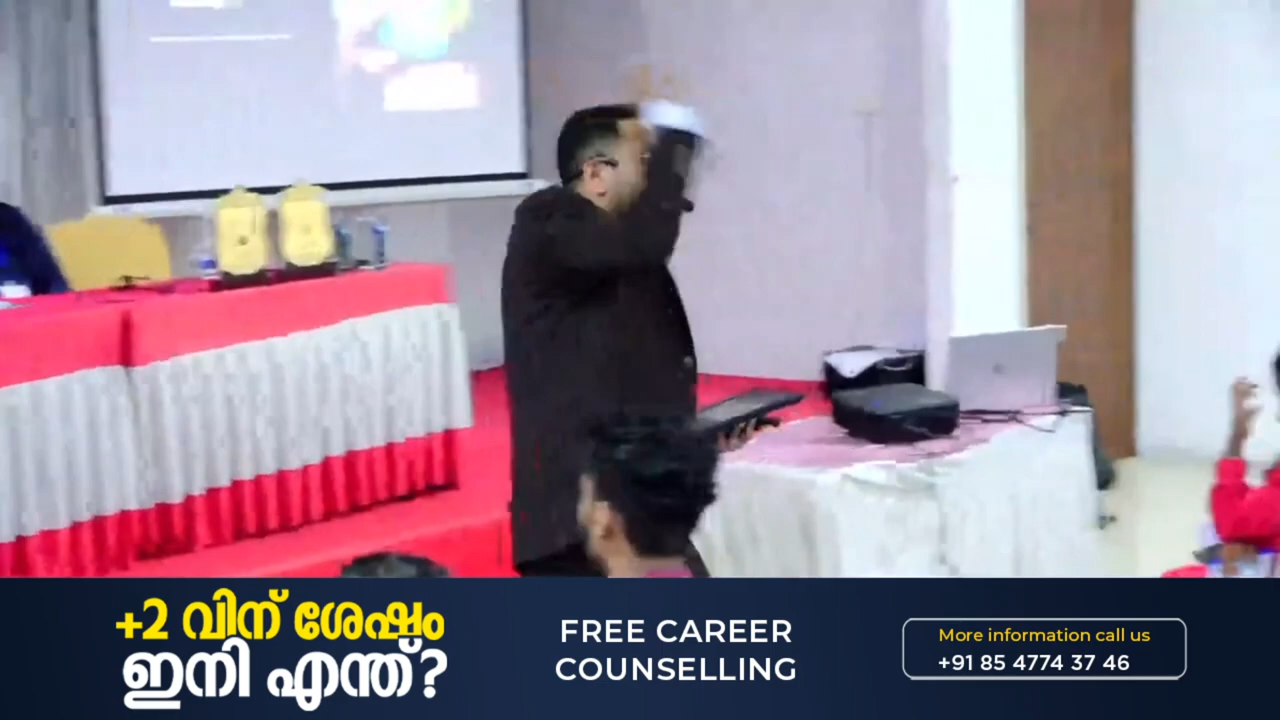 +2 വിന് ശേഷം
ഇനി എന്ത്?
FREE CAREER
COUNSELLING
More information call us
+91 85 4774 37 46